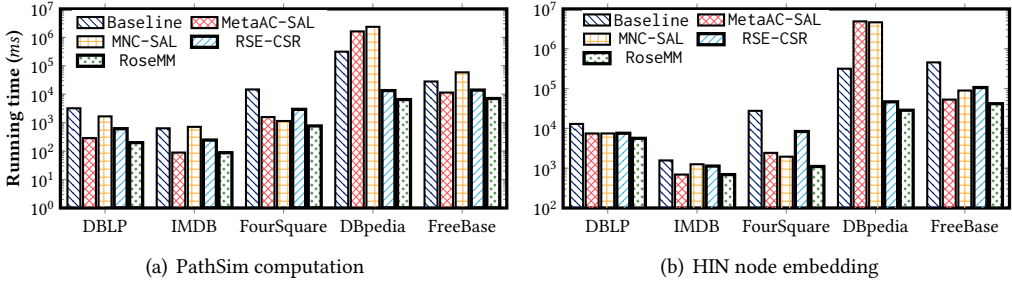 Running time (ms)
10^7
10^6
10^5
10^4
10^3
10^2
10^1
10^0
Baseline MetaAC-SAL
MNC-SAL RSE-CSR
RoseMM
DBLP IMDB FourSquare DBpedia FreeBase
(a) PathSim computation
10^7
10^6
10^5
10^4
10^3
10^2
Baseline MetaAC-SAL
MNC-SAL RSE-CSR
RoseMM
DBLP IMDB FourSquare DBpedia FreeBase
(b) HIN node embedding